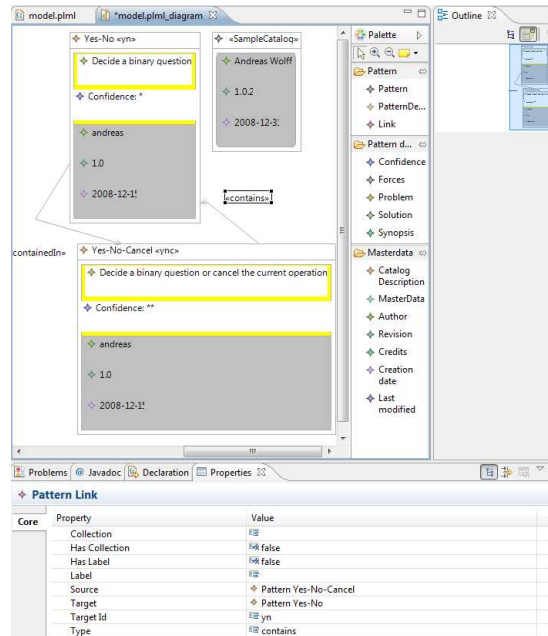 model.plml
*model.plml_diagram
Outline
Yes-No «yn»
Decide a binary question
Confidence: *
andreas
1.0
2008-12-1
«SampleCatalog»
Andreas Wolff
1.0.2
2008-12-3
«contains»
containedIn»
Yes-No-Cancel «ync»
Decide a binary question or cancel the current operation
Confidence: **
andreas
1.0
2008-12-1
Palette
Pattern
Pattern
PatternDe...
Link
Pattern d...
Confidence
Forces
Problem
Solution
Synopsis
Masterdata
Catalog
Description
MasterData
Author
Revision
Credits
Creation
date
Last
modified
Problems @ Javadoc Declaration Properties
Pattern Link
Core
Property Value
Collection
Has Collection false
Has Label false
Label
Source Pattern Yes-No-Cancel
Target Pattern Yes-No
Target Id yn
Type contains